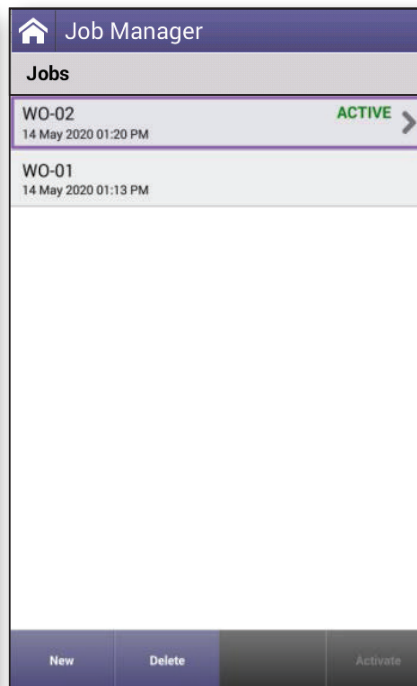 Job Manager
Jobs
WO-02 ACTIVE
14 May 2020 01:20 PM
WO-01
14 May 2020 01:13 PM
New Delete Activate